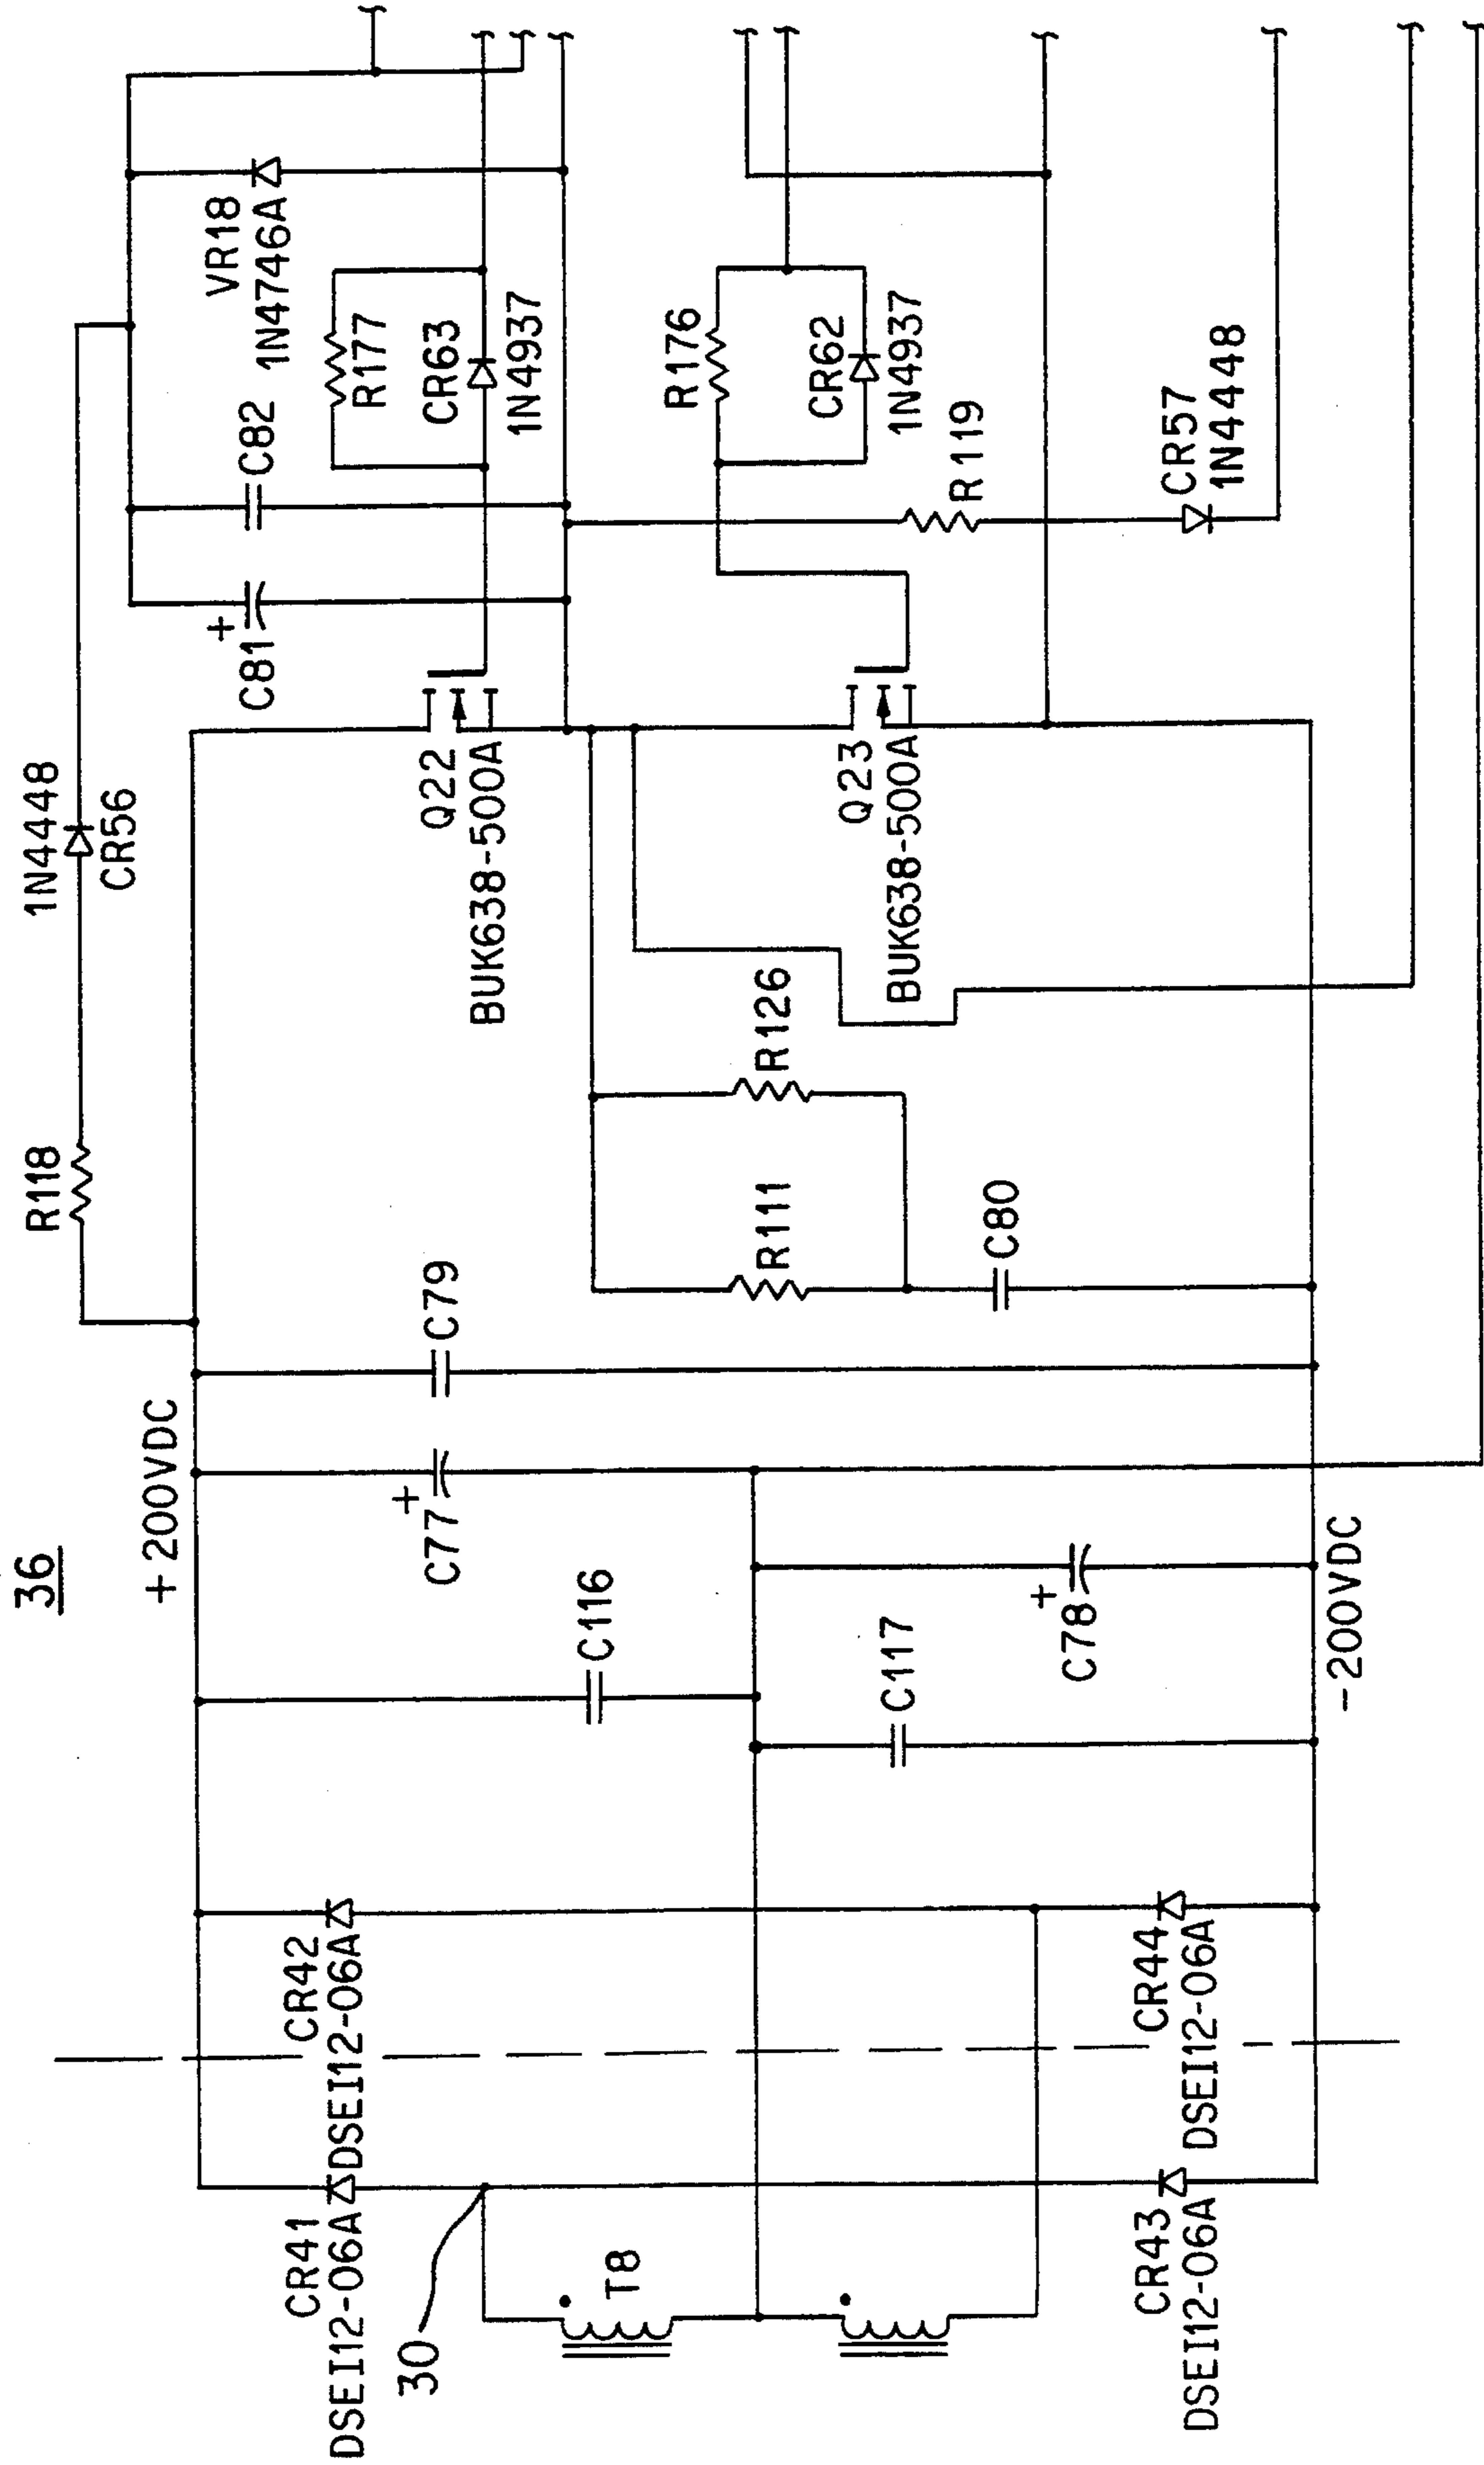 36
+200VDC
R118
1N4448
CR56
C79
C77
+
C116
C117
C78
+
-200VDC
CR42
DSEI12-06A
CR41
DSEI12-06A
CR44
DSEI12-06A
CR43
DSEI12-06A
30
T8
R111
R126
C80
Q22
BUK638-500A
Q23
BUK638-500A
C81
+
C82
VR18
1N4746A
R177
CR63
1N4937
R176
CR62
1N4937
R119
CR57
1N4448